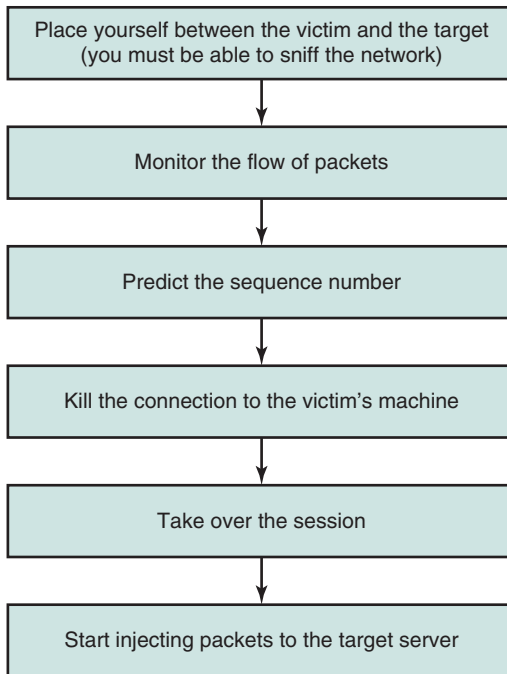 Place yourself between the victim and the target
(you must be able to sniff the network)
Monitor the flow of packets
Predict the sequence number
Kill the connection to the victim's machine
Take over the session
Start injecting packets to the target server